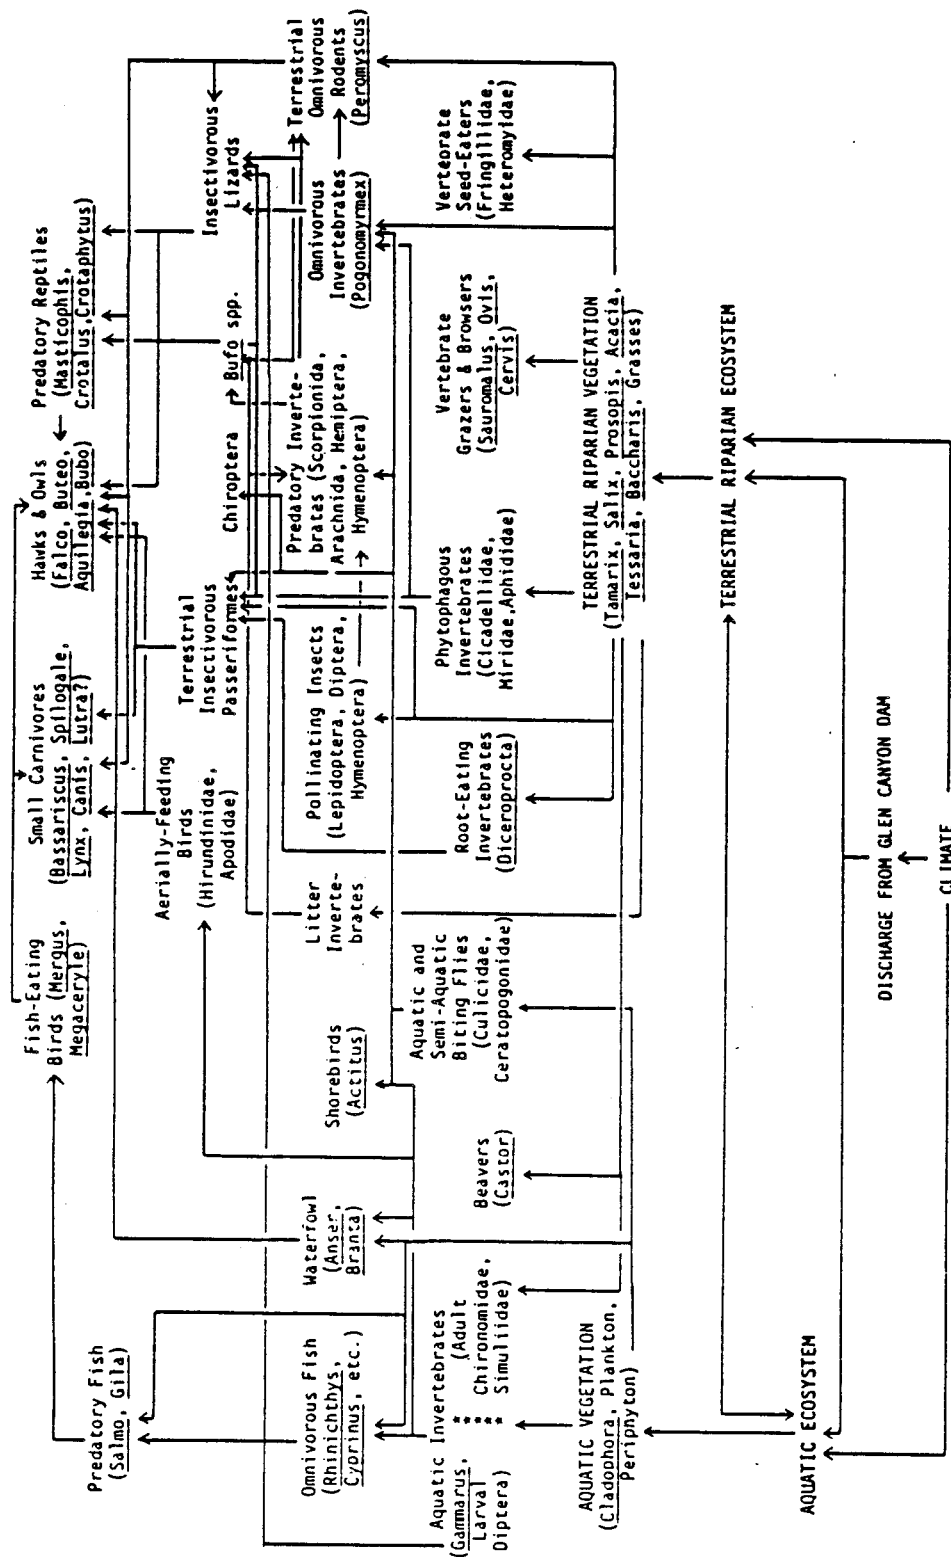 Fish-Eating
Birds (Mergus,
Megaceryle)
Small Carnivores
(Bassariscus, Spilogale,
Lynx, Canis, Lutra?)
Hawks & Owls
(Falco, Buteo,
Aquilegia, Bubo)
Predatory Reptiles
(Masticophis,
Crotalus, Crotaphytus)
Predatory Fish
(Salmo, Gila)
Aerially-Feeding
Birds
(Hirundinidae,
Apodidae)
Terrestrial
Insectivorous
Passeriformes
Chiroptera
Bufo spp.
Insectivorous
Lizards
Omnivorous Fish
(Rhinichthys,
Cyprinus, etc.)
Waterfowl
(Anser,
Branta)
Shorebirds
(Actitus)
Litter
Inverte-
brates
Pollinating Insects
(Lepidoptera, Diptera,
Hymenoptera)
Predatory Inverte-
bratas (Scorpionida,
Arachnida, Hemiptera,
Hymenoptera)
Omnivorous
Invertebrates
(Pogonomyrmex)
Terrestrial
Omnivorous
Rodents
(Peromyscus)
Aquatic Invertebrates
(Gammarus, * (Adult
Larval * Chironomidae,
Diptera) * Simuliidae)
Beavers
(Castor)
Aquatic and
Semi-Aquatic
Biting Flies
(Culicidae,
Ceratopogonidae)
Root-Eating
Invertebrates
(Diceroprocta)
Phytophagous
Invertebrates
(Cicadellidae,
Miridae, Aphididae)
Vertebrate
Grazers & Browsers
(Sauromalus, Ovis,
Cervis)
Verteorate
Seed-Eaters
(Fringillidae,
Heteromyidae)
AQUATIC VEGETATION
(Cladophora, Plankton,
Periphyton)
TERRESTRIAL RIPARIAN VEGETATION
(Tamarix, Salix, Prosopis, Acacia,
Tessaria, Baccharis, Grasses)
AQUATIC ECOSYSTEM
TERRESTRIAL RIPARIAN ECOSYSTEM
DISCHARGE FROM GLEN CANYON DAM
CLIMATE